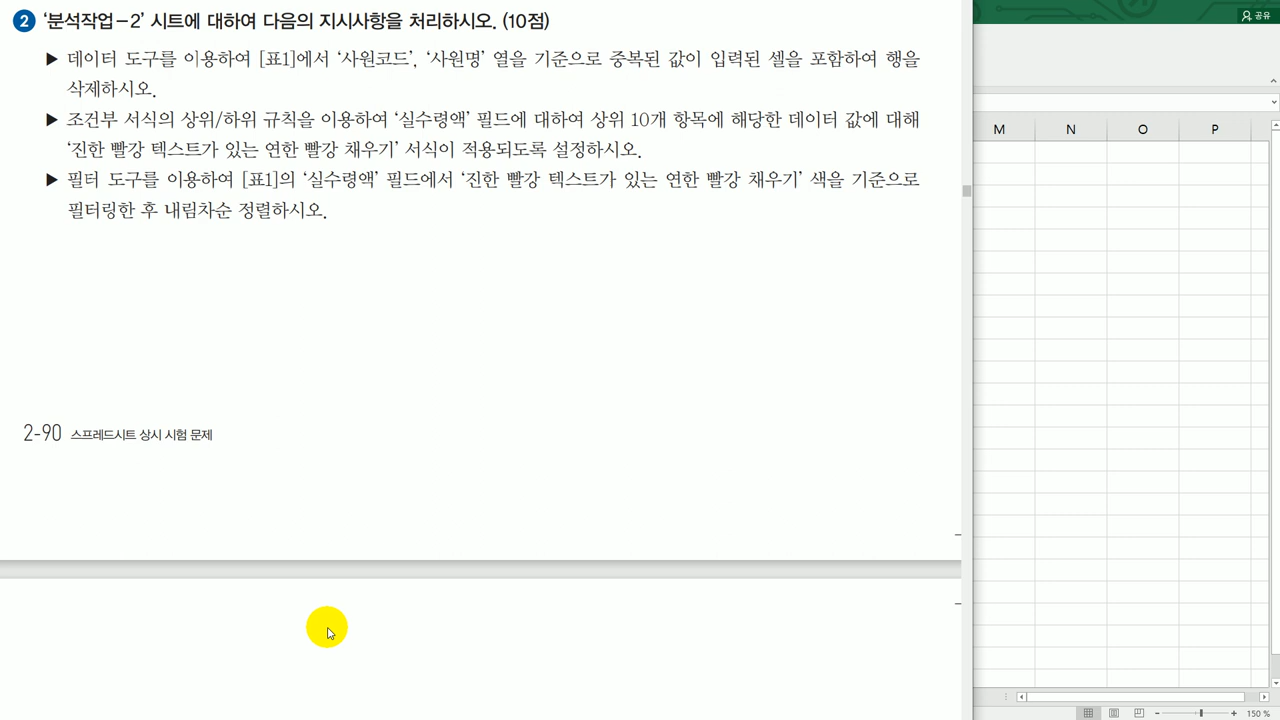 2 '분석작업-2' 시트에 대하여 다음의 지시사항을 처리하시오. (10점)
▶ 데이터 도구를 이용하여 [표1]에서 '사원코드', '사원명' 열을 기준으로 중복된 값이 입력된 셀을 포함하여 행을
삭제하시오.
▶ 조건부 서식의 상위/하위 규칙을 이용하여 '실수령액' 필드에 대하여 상위 10개 항목에 해당한 데이터 값에 대해
'진한 빨강 텍스트가 있는 연한 빨강 채우기' 서식이 적용되도록 설정하시오.
▶ 필터 도구를 이용하여 [표1]의 '실수령액' 필드에서 '진한 빨강 텍스트가 있는 연한 빨강 채우기' 색을 기준으로
필터링한 후 내림차순 정렬하시오.
2-90 스프레드시트 상시 시험 문제
공유
M N O P
150 %